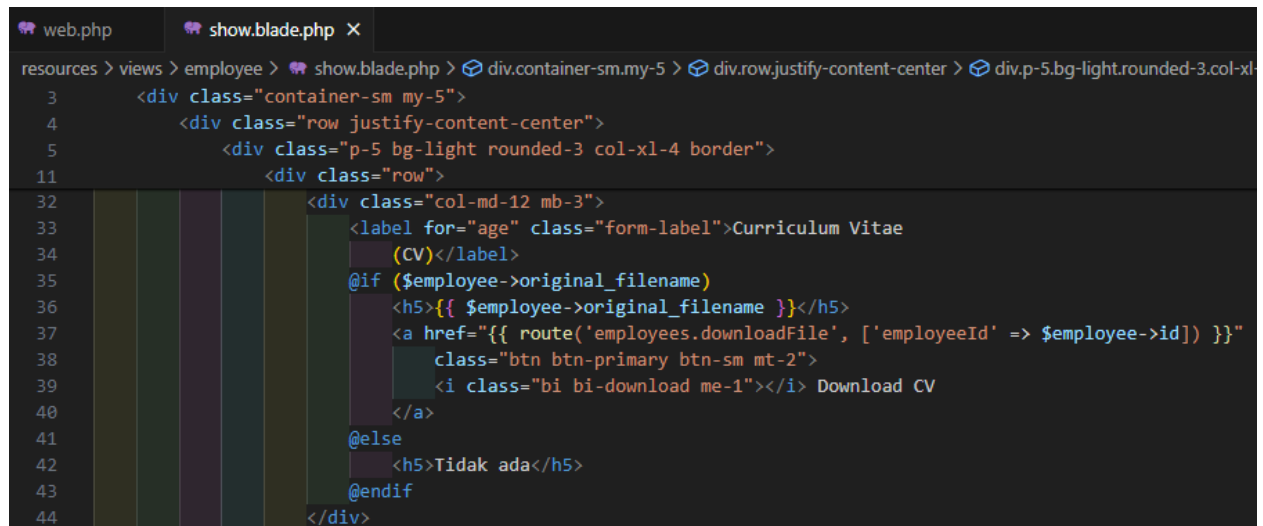 web.php show.blade.php ×
resources > views > employee > show.blade.php > div.container-sm.my-5 > div.row.justify-content-center > div.p-5.bg-light.rounded-3.col-xl-
3 <div class="container-sm my-5">
4 <div class="row justify-content-center">
5 <div class="p-5 bg-light rounded-3 col-xl-4 border">
11 <div class="row">
32 <div class="col-md-12 mb-3">
33 <label for="age" class="form-label">Curriculum Vitae
34 (CV)</label>
35 @if ($employee->original_filename)
36 <h5>{{ $employee->original_filename }}</h5>
37 <a href="{{ route('employees.downloadFile', ['employeeId' => $employee->id]) }}"
38 class="btn btn-primary btn-sm mt-2">
39 <i class="bi bi-download me-1"></i> Download CV
40 </a>
41 @else
42 <h5>Tidak ada</h5>
43 @endif
44 </div>